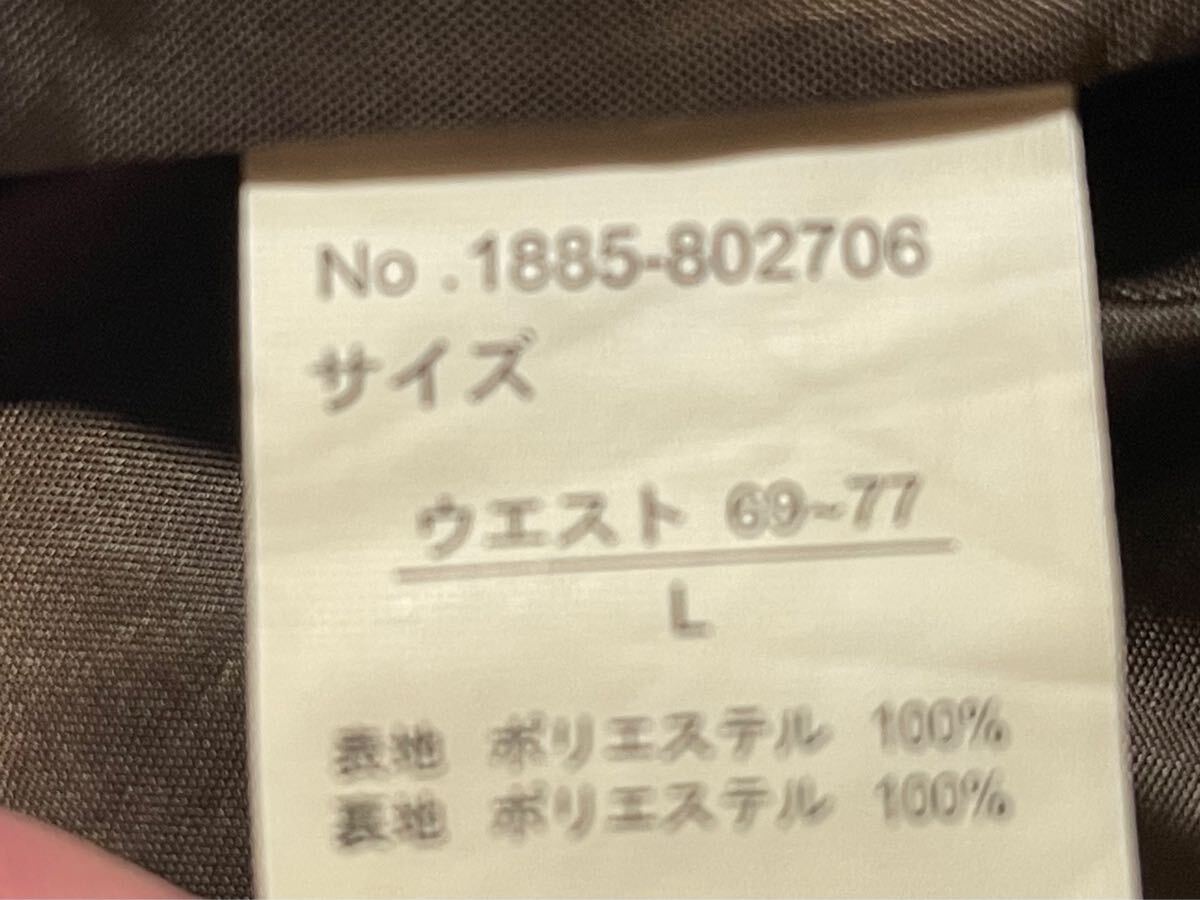 No .1885-802706
サイズ
ウエスト 69~77
L
表地 ポリエステル 100%
裏地 ポリエステル 100%